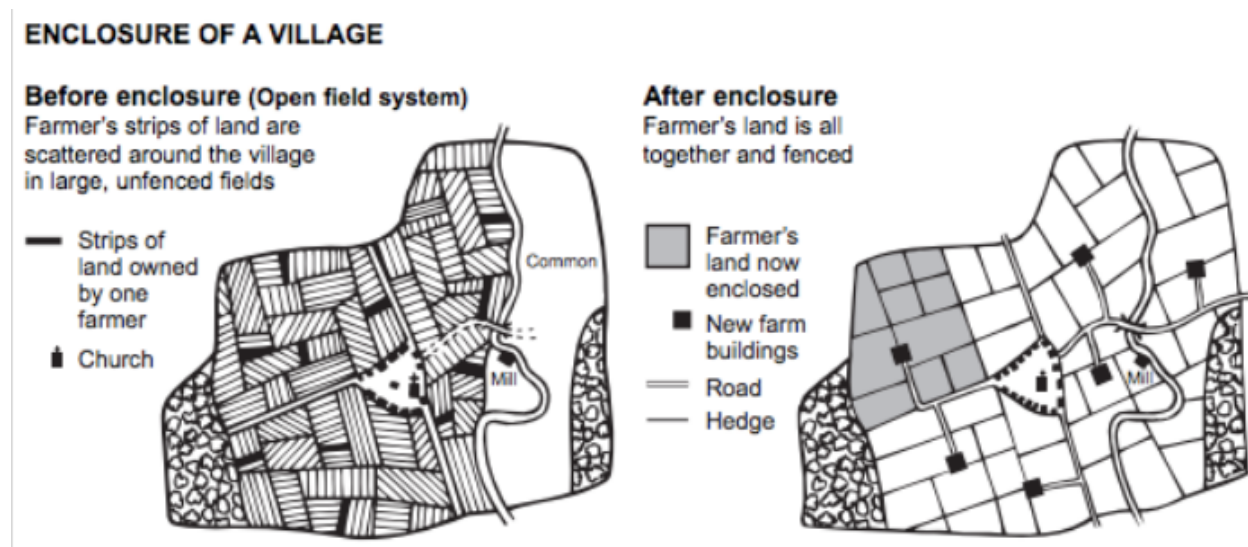 ENCLOSURE OF A VILLAGE
Before enclosure (Open field system)
Farmer's strips of land are
scattered around the village
in large, unfenced fields
Strips of
land owned
by one
farmer
Church
Common
Mill
After enclosure
Farmer's land is all
together and fenced
Farmer's
land now
enclosed
New farm
buildings
Road
Hedge
Mill